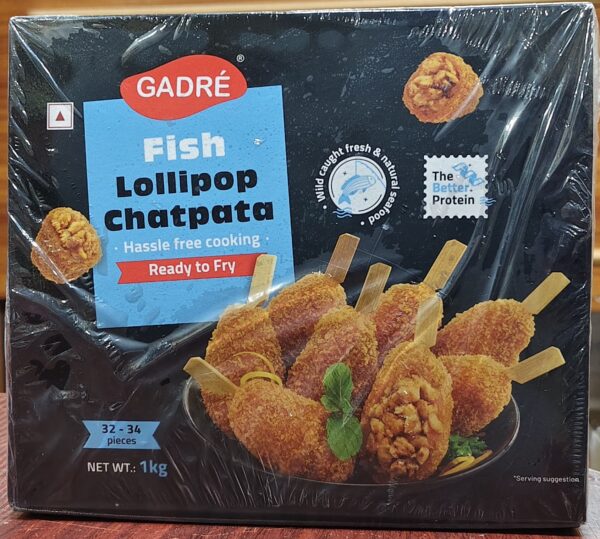 GADRÉ®
Fish
Lollipop
Chatpata
· Hassle free cooking ·
Ready to Fry
Wild caught fresh & natural seafood •
The
Better
Protein
32 - 34
pieces
NET WT.: 1kg
"Serving suggestion